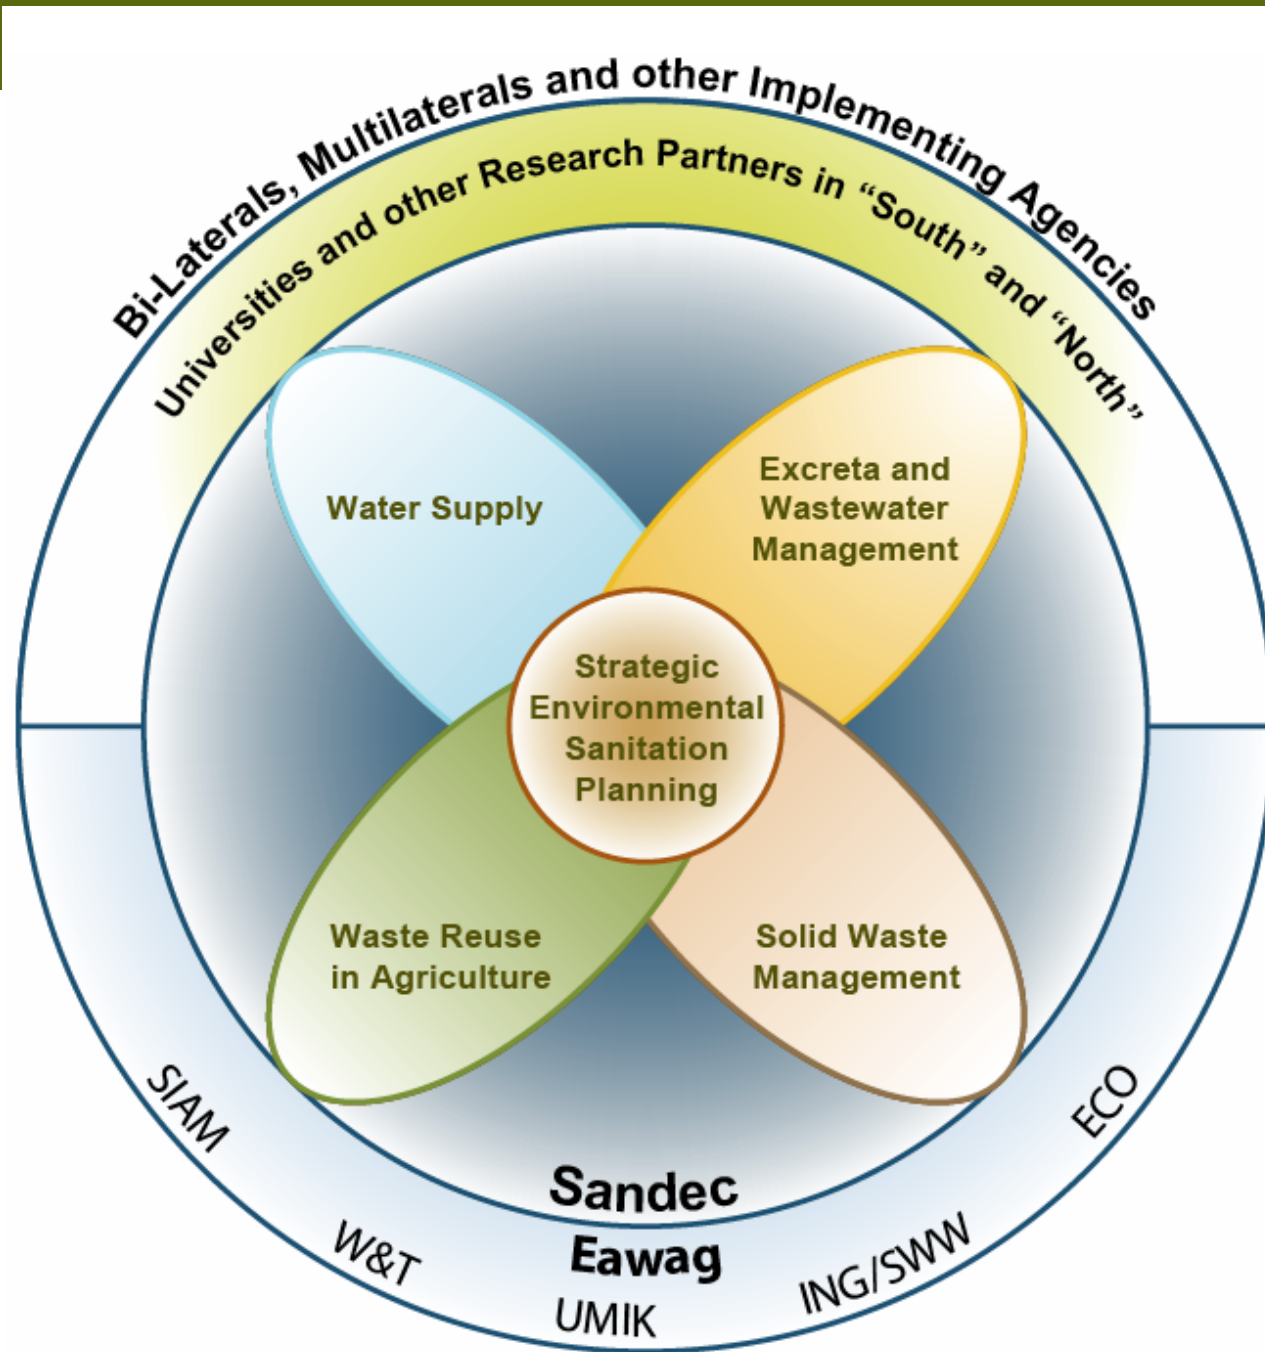 Bi-Laterals, Multilaterals and other Implementing Agencies
Universities and other Research Partners in “South” and “North”
Water Supply
Excreta and
Wastewater
Management
Strategic
Environmental
Sanitation
Planning
Waste Reuse
in Agriculture
Solid Waste
Management
Sandec
Eawag
SIAM
W&T
UMIK
ING/SWW
ECO